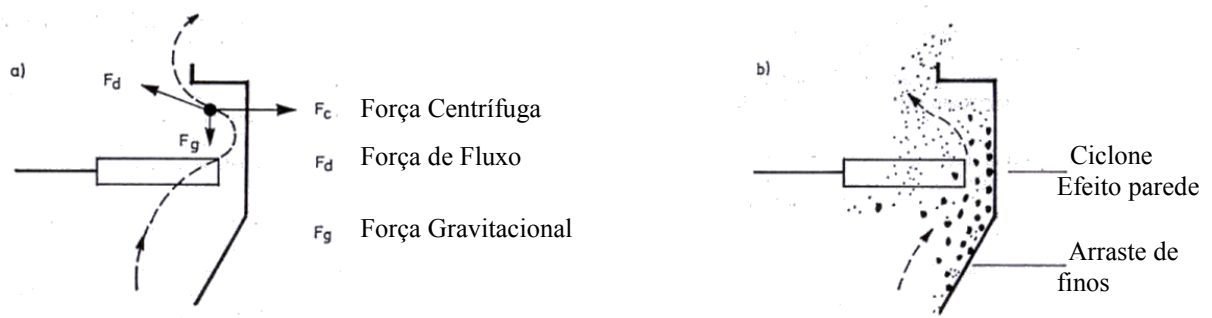 a)
Fd
Fc Força Centrífuga
Fg
Fd Força de Fluxo
Fg Força Gravitacional
b)
Ciclone
Efeito parede
Arraste de
finos